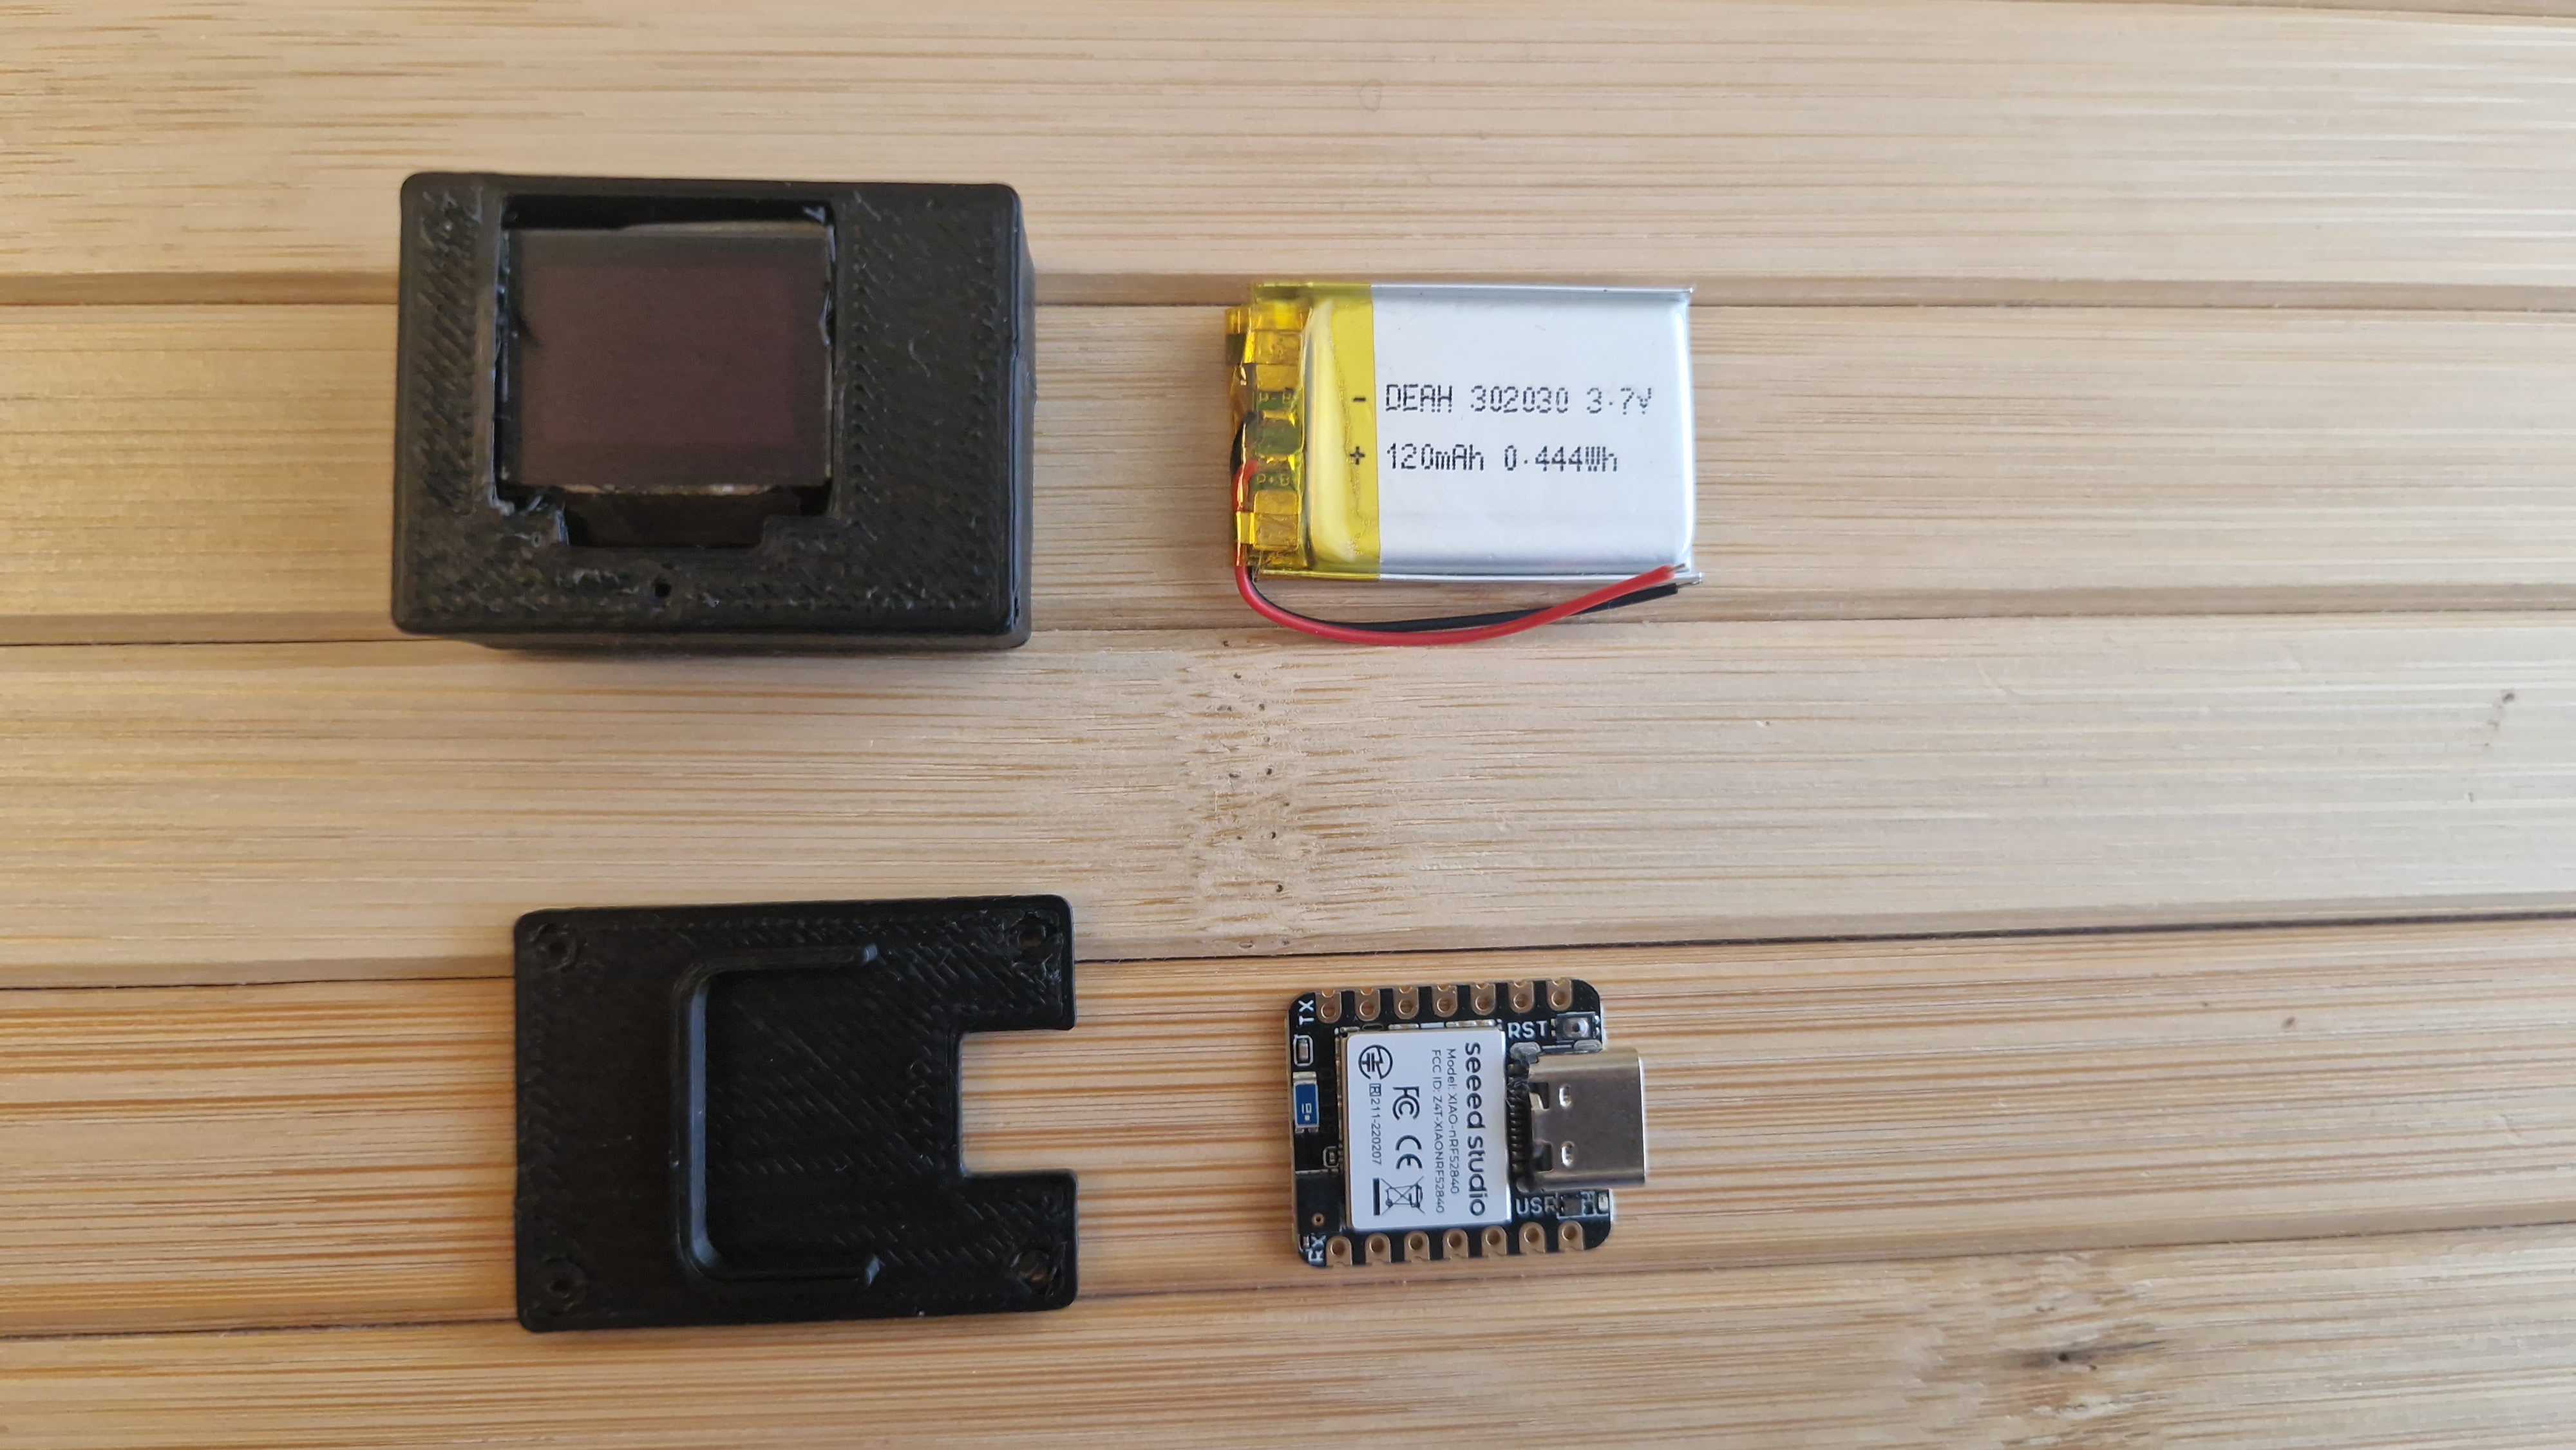 - DEAH 302030 3.7V
+ 120mAh 0.444Wh
P-B-
P+B+
TX
RST
seeed studio
Model: XIAO-nRF52840
FCC ID: Z4T-XIAONRF52840
FC CE
R 211-220207
USR
RX